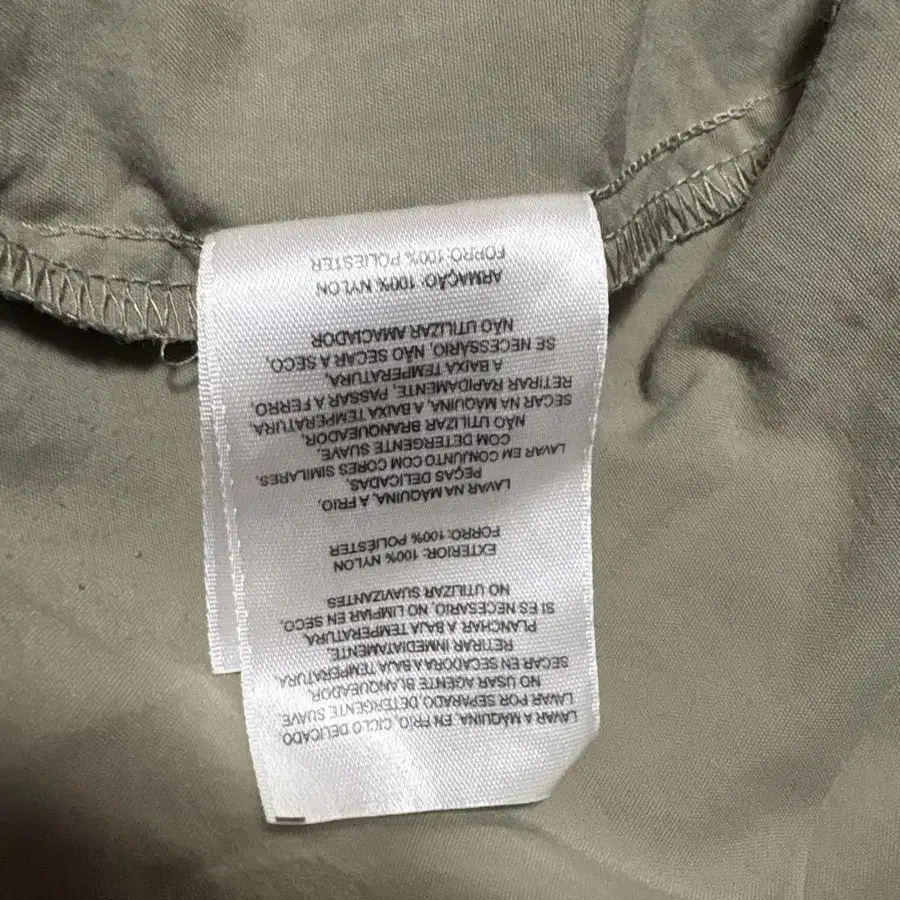 LAVAR A MÁQUINA, EN FRÍO, CICLO DELICADO
LAVAR POR SEPARADO, DETERGENTE SUAVE,
NO USAR AGENTE BLANQUEADOR,
SECAR EN SECADORA A BAJA TEMPERATURA,
RETIRAR INMEDIATAMENTE,
PLANCHAR A BAJA TEMPERATURA,
SI ES NECESARIO, NO LIMPIAR EN SECO,
NO UTILIZAR SUAVIZANTES
EXTERIOR: 100% NYLON
FORRO: 100% POLIÉSTER
LAVAR NA MÁQUINA, A FRIO,
PEÇAS DELICADAS,
LAVAR EM CONJUNTO COM CORES SIMILARES,
COM DETERGENTE SUAVE,
NÃO UTILIZAR BRANQUEADOR,
SECAR NA MÁQUINA, A BAIXA TEMPERATURA,
RETIRAR RAPIDAMENTE, PASSAR A FERRO,
A BAIXA TEMPERATURA,
SE NECESSÁRIO, NÃO SECAR A SECO,
NÃO UTILIZAR AMACIADOR
ARMAÇÃO: 100% NYLON
FORRO: 100% POLIESTER